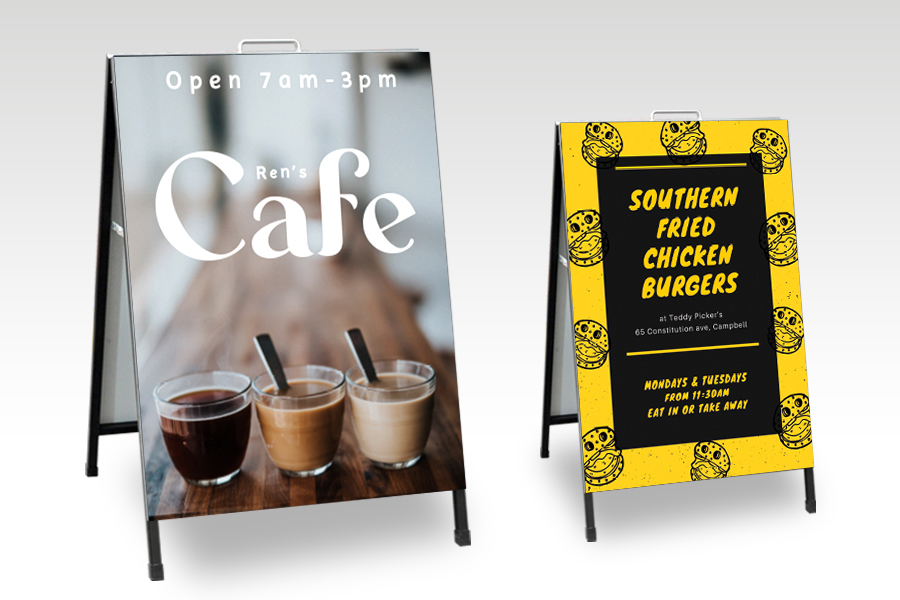 Open 7am-3pm
Ren's
Cafe
SOUTHERN
FRIED
CHICKEN
BURGERS
at Teddy Picker's
65 Constitution ave, Campbell
MONDAYS & TUESDAYS
FROM 11:30AM
EAT IN OR TAKE AWAY